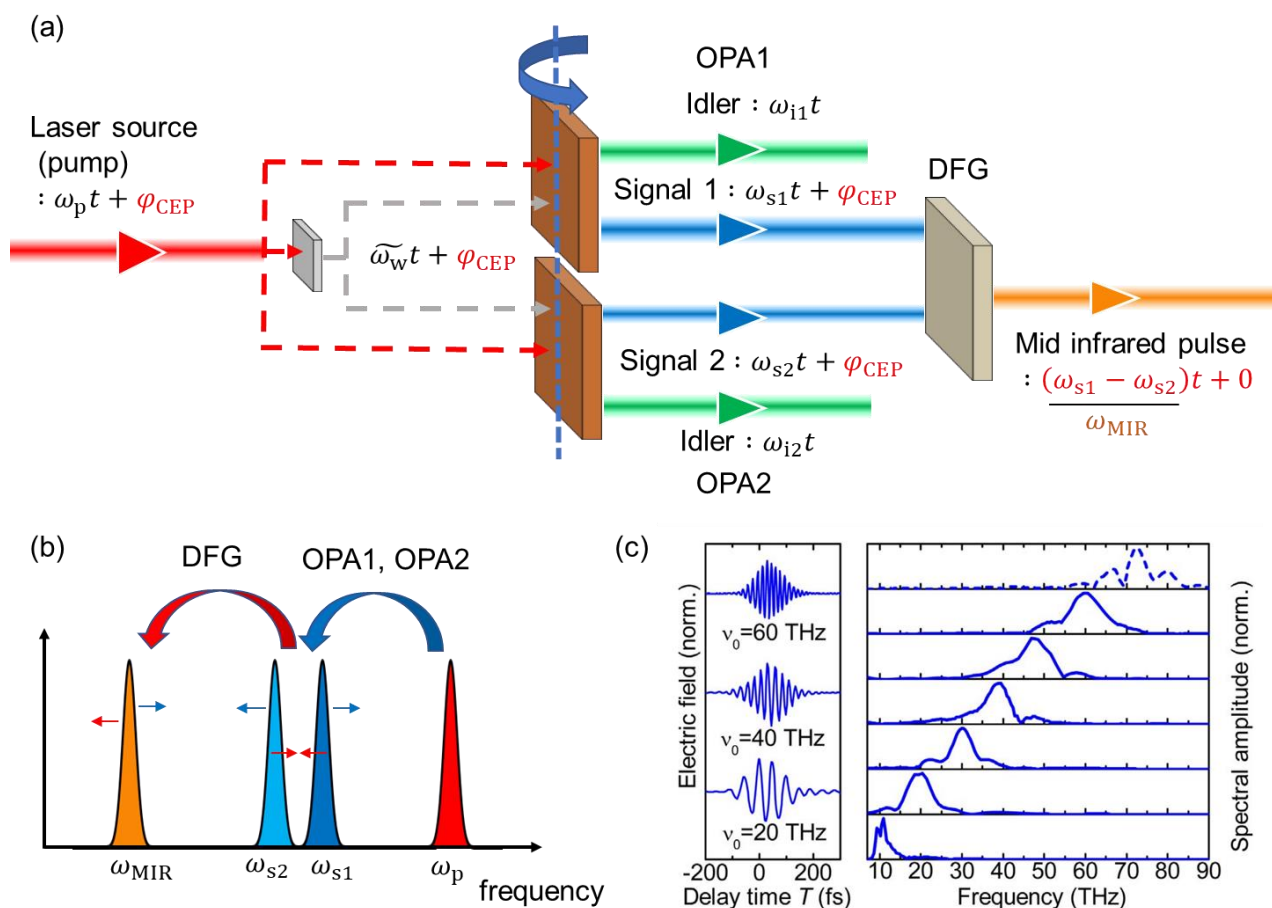 (a)
OPA1
Idler : ωi1t
Laser source
(pump)
: ωpt + φCEP
Signal 1 : ωs1t + φCEP
DFG
ω̃wt + φCEP
Signal 2 : ωs2t + φCEP
Mid infrared pulse
: (ωs1 − ωs2)t + 0
ωMIR
Idler : ωi2t
OPA2
(b)
DFG
OPA1, OPA2
ωMIR
ωs2
ωs1
ωp
frequency
(c)
Electric field (norm.)
ν0=60 THz
ν0=40 THz
ν0=20 THz
-200 0 200
Delay time T (fs)
10 20 30 40 50 60 70 80 90
Frequency (THz)
Spectral amplitude (norm.)